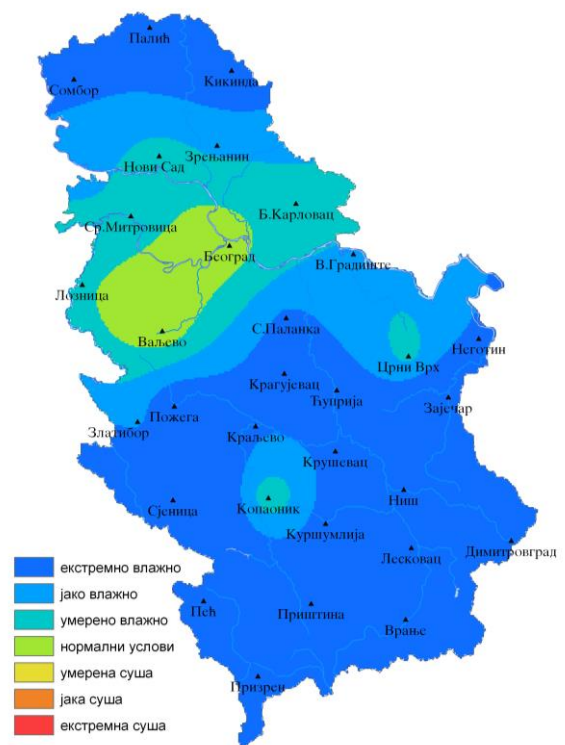 Палић
Сомбор
Кикинда
Зрењанин
Нови Сад
Ср.Митровица
Б.Карловац
Београд
В.Градиште
Лозница
Ваљево
С.Паланка
Црни Врх
Неготин
Крагујевац
Ћуприја
Зајечар
Пожега
Златибор
Краљево
Крушевац
Ниш
Сјеница
Копаоник
Куршумлија
Лесковац
Димитровград
Пећ
Приштина
Врање
Призрен
екстремно влажно
јако влажно
умерено влажно
нормални услови
умерена суша
јака суша
екстремна суша